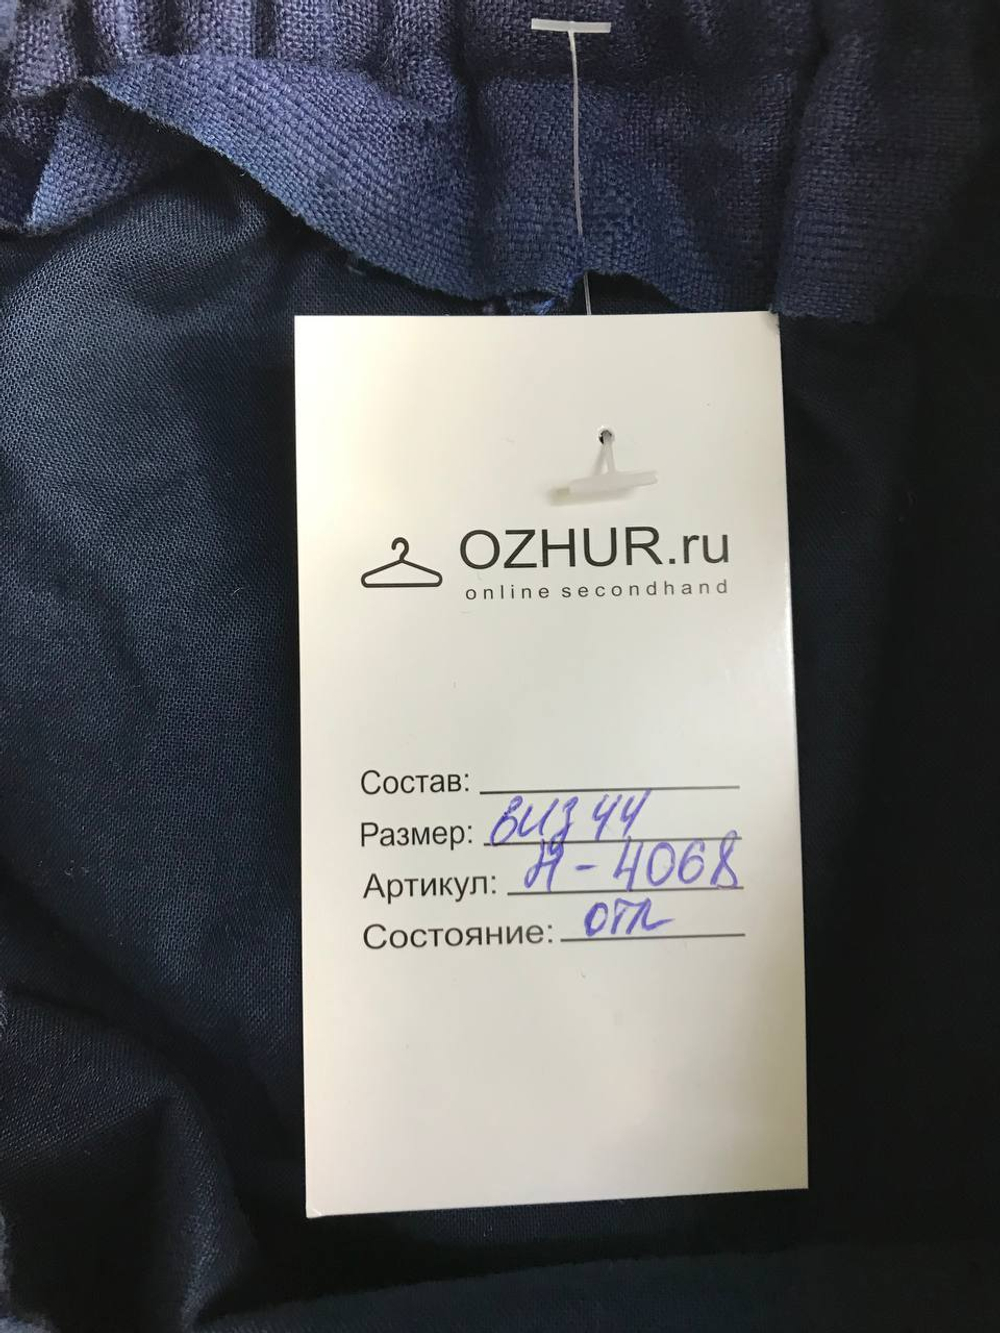 OZHUR.ru
online secondhand
Состав:
Размер: виз 44
Артикул: Н-4068
Состояние: отл